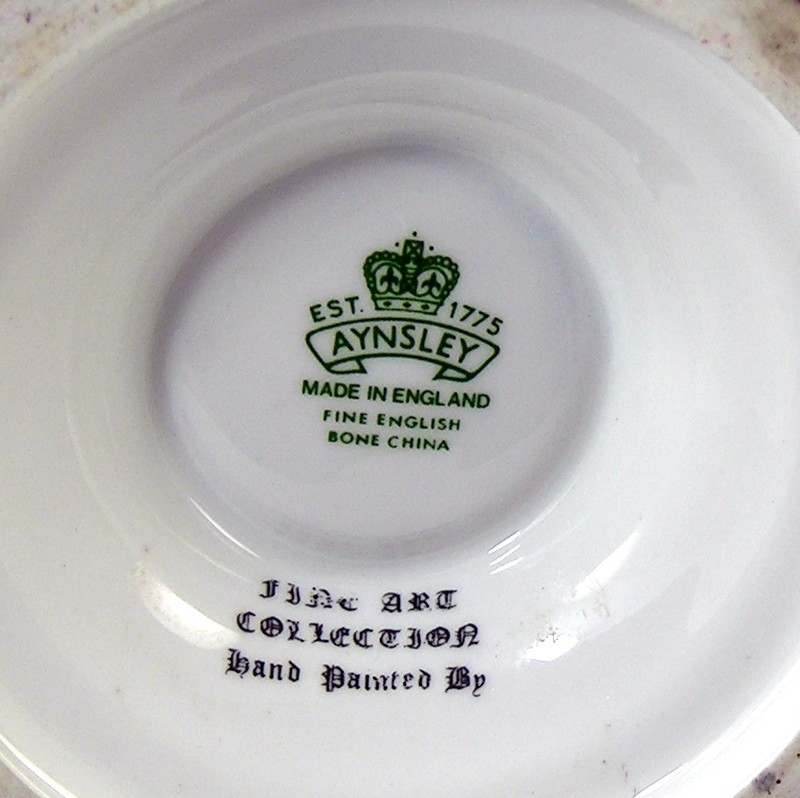 EST. 1775
AYNSLEY
MADE IN ENGLAND
FINE ENGLISH
BONE CHINA
FINE ART
COLLECTION
Hand Painted By